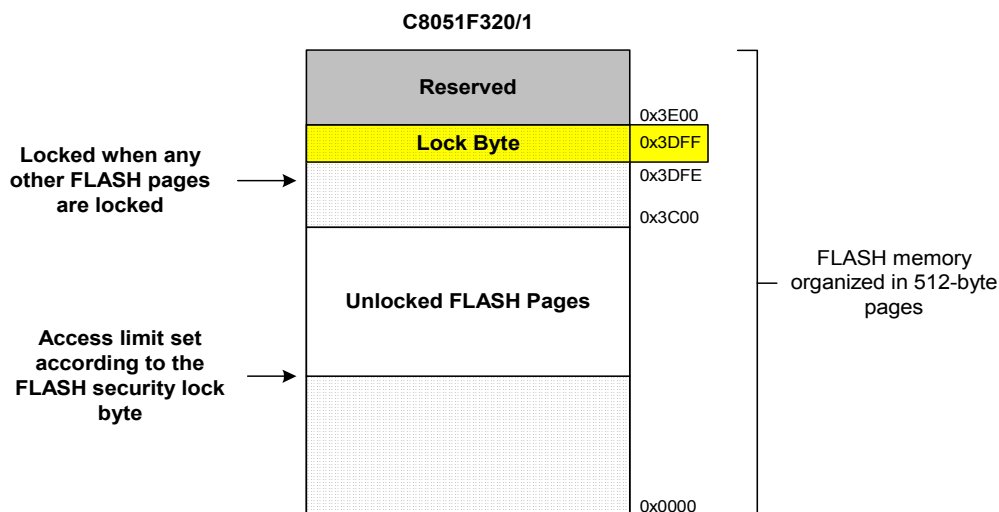 C8051F320/1
Reserved
0x3E00
Lock Byte
0x3DFF
Locked when any
other FLASH pages
are locked
0x3DFE
0x3C00
Unlocked FLASH Pages
FLASH memory
organized in 512-byte
pages
Access limit set
according to the
FLASH security lock
byte
0x0000